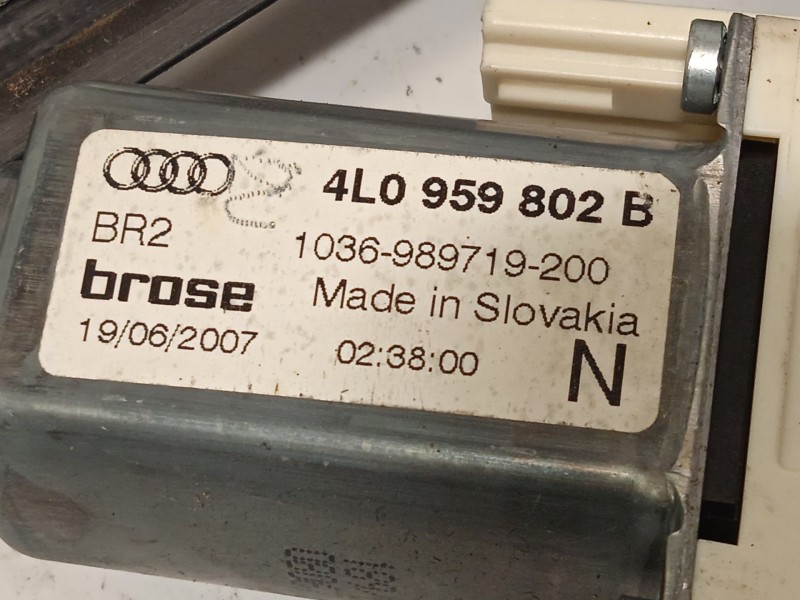 4L0 959 802 B
BR2 1036-989719-200
brose Made in Slovakia
19/06/2007 02:38:00 N